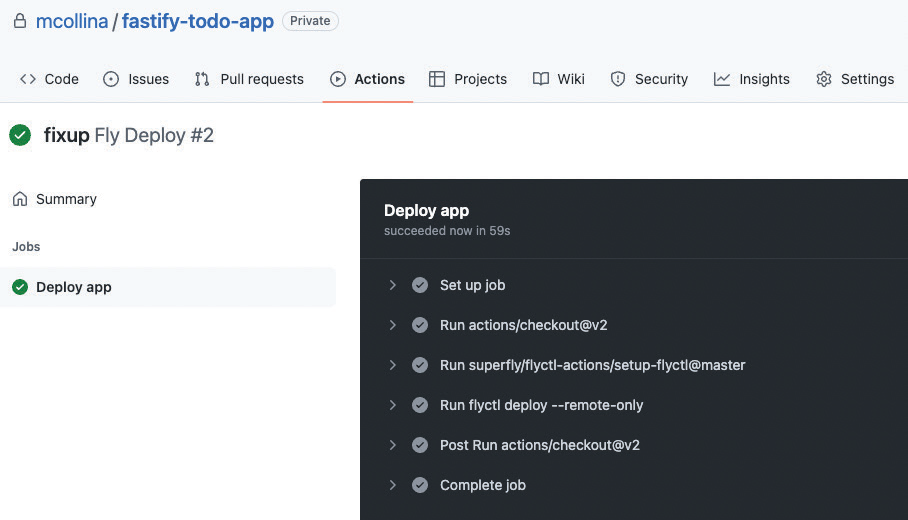 mcollina/fastify-todo-app Private
Code Issues Pull requests Actions Projects Wiki Security Insights Settings
fixup Fly Deploy #2
Summary
Jobs
Deploy app
Deploy app
succeeded now in 59s
Set up job
Run actions/checkout@v2
Run superfly/flyctl-actions/setup-flyctl@master
Run flyctl deploy --remote-only
Post Run actions/checkout@v2
Complete job